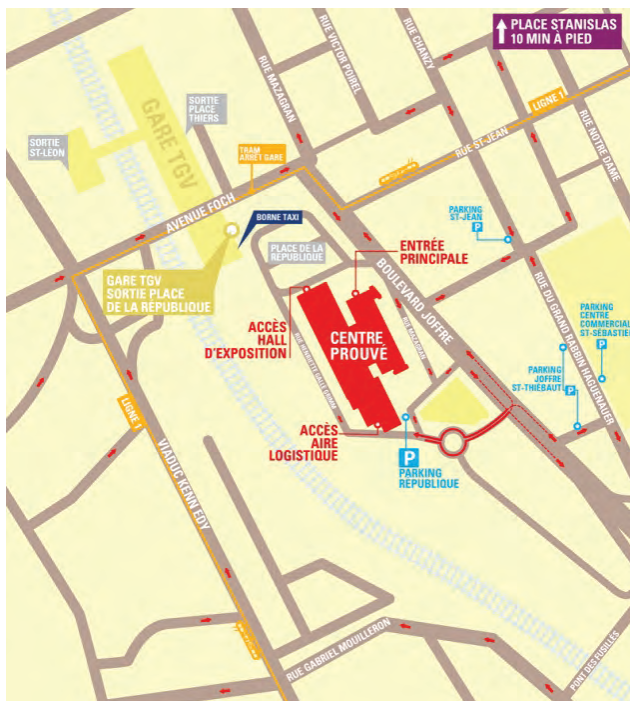 PLACE STANISLAS
10 MIN À PIED
RUE MAZAGRAN
RUE VICTOR POIREL
RUE CHANZY
LIGNE 1
RUE ST-JEAN
RUE NOTRE DAME
SORTIE
PLACE
THIERS
SORTIE
ST-LÉON
GARE TGV
TRAM
ARRÊT GARE
AVENUE FOCH
BORNE TAXI
PLACE DE LA
RÉPUBLIQUE
GARE TGV
SORTIE PLACE
DE LA RÉPUBLIQUE
ENTRÉE
PRINCIPALE
BOULEVARD JOFFRE
PARKING
ST-JEAN
P
RUE DU GRAND RABBIN HAGUENAUER
PARKING
CENTRE
COMMERCIAL
ST-SÉBASTIEN
P
ACCÈS
HALL
D'EXPOSITION
CENTRE
PROUVÉ
RUE MAZAGRAN
PARKING
JOFFRE
ST-THIÉBAUT
P
ACCÈS
AIRE
LOGISTIQUE
P
PARKING
RÉPUBLIQUE
LIGNE 1
VIADUC KENN EDY
RUE GABRIEL MOUILLERON
PONT DES FUSILLÉS